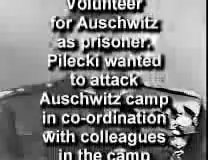 Volunteer
for Auschwitz
as prisoner.
Pilecki wanted
to attack
Auschwitz camp
in co-ordination
with colleagues
in the camp